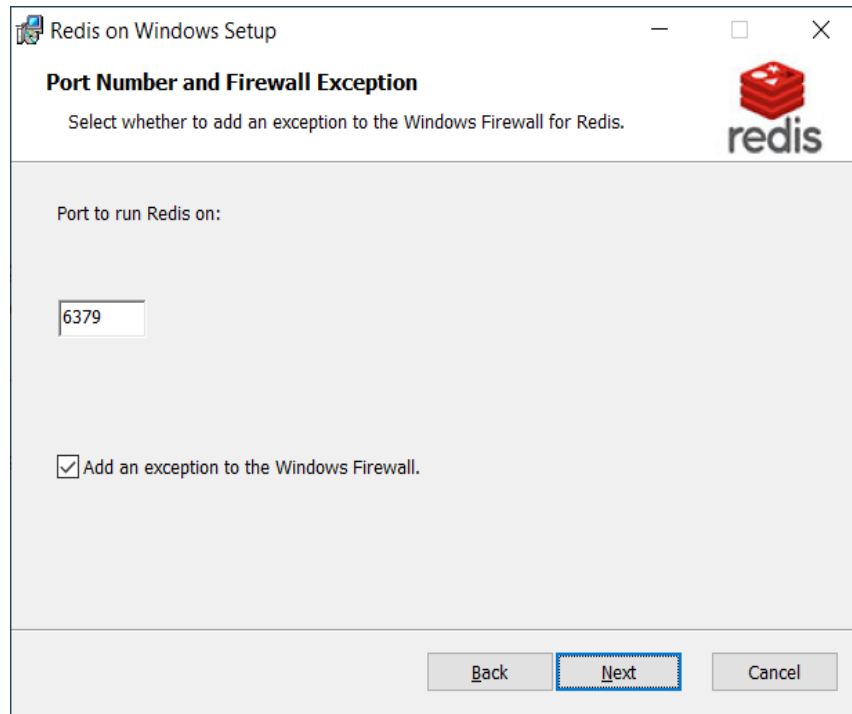 Redis on Windows Setup
Port Number and Firewall Exception
Select whether to add an exception to the Windows Firewall for Redis.
redis
Port to run Redis on:
6379
Add an exception to the Windows Firewall.
Back Next Cancel